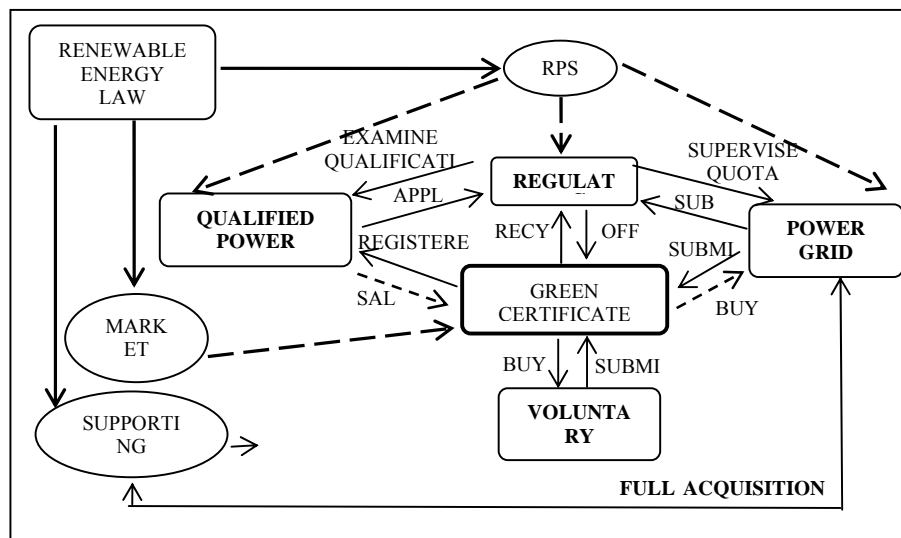 RENEWABLE
ENERGY
LAW
RPS
EXAMINE
QUALIFICATI
SUPERVISE
QUOTA
REGULAT
APPL
SUB
QUALIFIED
POWER
POWER
GRID
REGISTERE
RECY
OFF
SUBMI
SAL
GREEN
CERTIFICATE
BUY
MARK
ET
BUY
SUBMI
VOLUNTA
RY
SUPPORTI
NG
FULL ACQUISITION